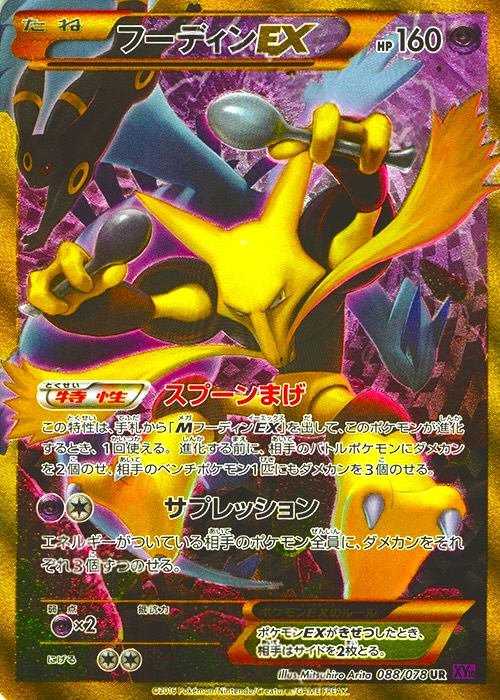 たね
フーディンEX
HP160
とくせい
特性 スプーンまげ
この特性は、手札から「MフーディンEX」を出して、このポケモンが進化
するとき、1回使える。進化する前に、相手のバトルポケモンにダメカン
を2個のせ、相手のベンチポケモン1匹にもダメカンを3個のせる。
サプレッション
エネルギーがついている相手のポケモン全員に、ダメカンをそれ
ぞれ3個ずつのせる。
弱点
×2
抵抗力
にげる
ポケモンEXのルール
ポケモンEXがきぜつしたとき、
相手はサイドを2枚とる。
Illus. Mitsuhiro Arita 088/078 UR XY10
©2016 Pokémon/Nintendo/Creatures/GAME FREAK.